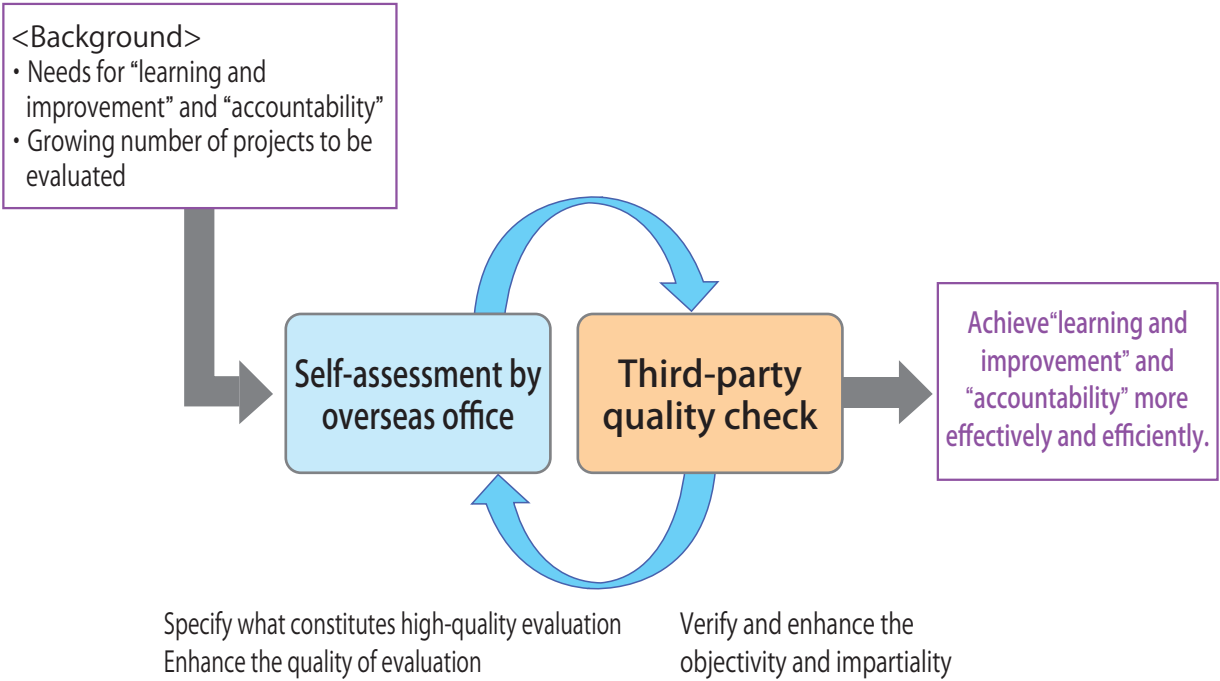 <Background>
・Needs for “learning and
improvement” and “accountability”
・Growing number of projects to be
evaluated
Self-assessment by
overseas office
Third-party
quality check
Achieve“learning and
improvement” and
“accountability” more
effectively and efficiently.
Specify what constitutes high-quality evaluation
Enhance the quality of evaluation
Verify and enhance the
objectivity and impartiality